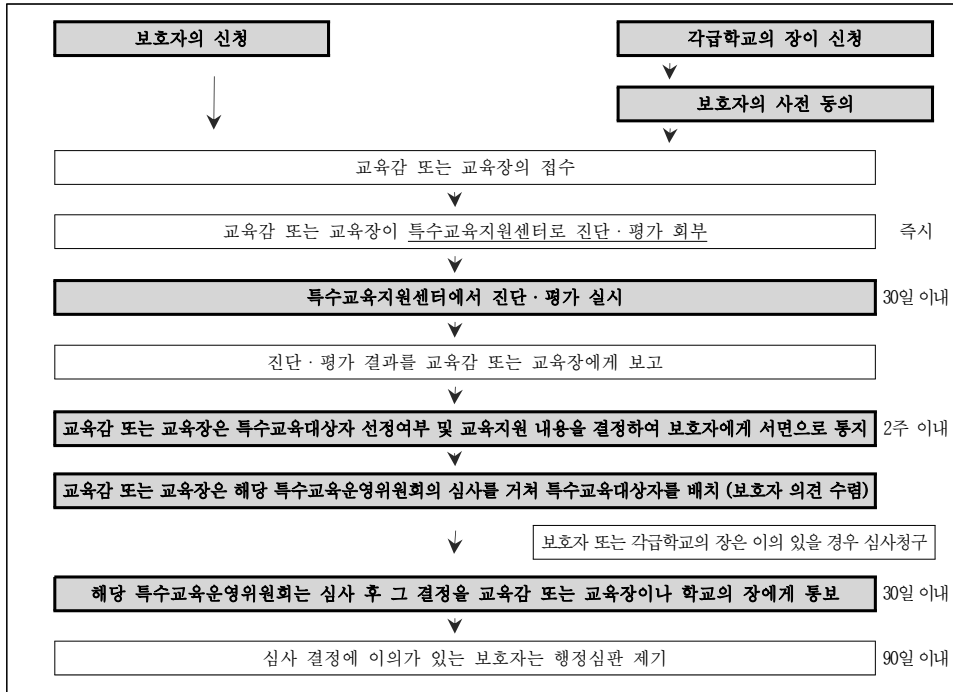 보호자의 신청
각급학교의 장이 신청
보호자의 사전 동의
교육감 또는 교육장의 접수
교육감 또는 교육장이 특수교육지원센터로 진단·평가 회부
즉시
특수교육지원센터에서 진단·평가 실시
30일 이내
진단·평가 결과를 교육감 또는 교육장에게 보고
교육감 또는 교육장은 특수교육대상자 선정여부 및 교육지원 내용을 결정하여 보호자에게 서면으로 통지
2주 이내
교육감 또는 교육장은 해당 특수교육운영위원회의 심사를 거쳐 특수교육대상자를 배치 (보호자 의견 수렴)
보호자 또는 각급학교의 장은 이의 있을 경우 심사청구
해당 특수교육운영위원회는 심사 후 그 결정을 교육감 또는 교육장이나 학교의 장에게 통보
30일 이내
심사 결정에 이의가 있는 보호자는 행정심판 제기
90일 이내